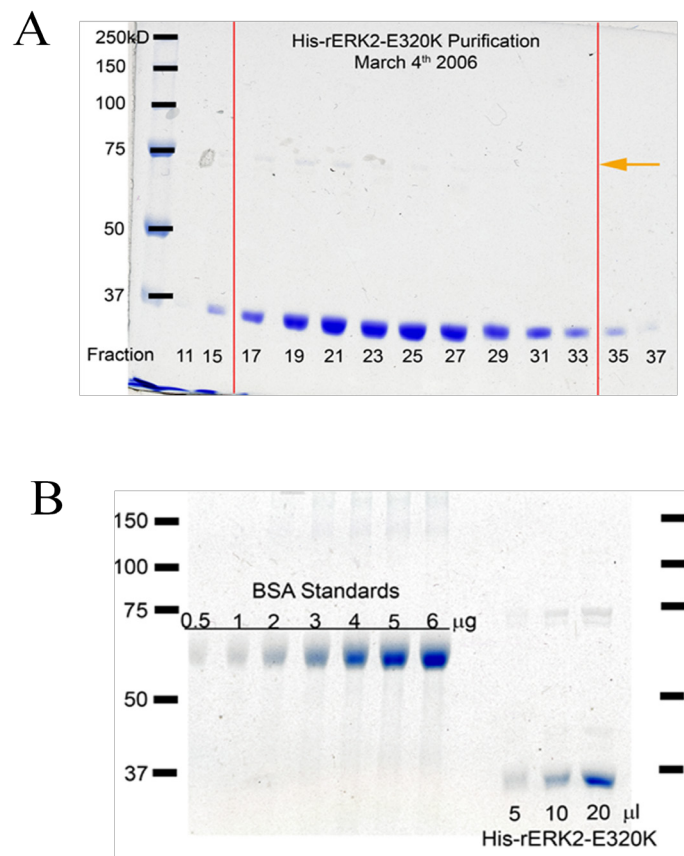 A
250kD
150
100
75
50
37
His-rERK2-E320K Purification
March 4th 2006
Fraction 11 15 17 19 21 23 25 27 29 31 33 35 37
B
150
100
75
50
37
BSA Standards
0.5 1 2 3 4 5 6 μg
5 10 20 μl
His-rERK2-E320K